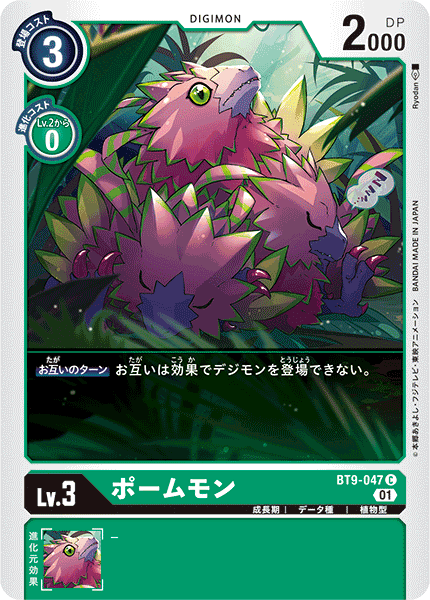 登場コスト
3
DIGIMON
DP
2000
進化コスト
Lv.2から
0
Ryodan
BANDAI MADE IN JAPAN
©本郷あきよし・フジテレビ・東映アニメーション
お互いのターン お互いは効果でデジモンを登場できない。
BT9-047 C
01
Lv.3
ポームモン
成長期 | データ種 | 植物型
進化元効果
–